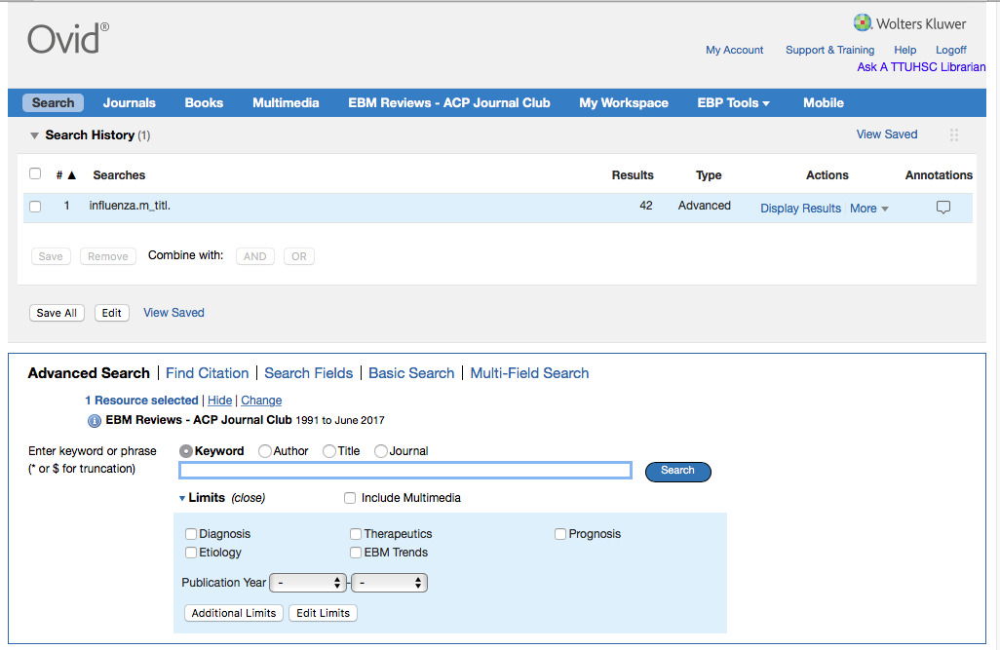 Ovid®
Wolters Kluwer
My Account Support & Training Help Logoff
Ask A TTUHSC Librarian
Search Journals Books Multimedia EBM Reviews - ACP Journal Club My Workspace EBP Tools ▾ Mobile
▼ Search History (1) View Saved
# ▲ Searches Results Type Actions Annotations
1 influenza.m_titl. 42 Advanced Display Results More ▾
Save Remove Combine with: AND OR
Save All Edit View Saved
Advanced Search | Find Citation | Search Fields | Basic Search | Multi-Field Search
1 Resource selected | Hide | Change
EBM Reviews - ACP Journal Club 1991 to June 2017
Enter keyword or phrase
(* or $ for truncation)
Keyword Author Title Journal
Search
▾ Limits (close) Include Multimedia
Diagnosis Therapeutics Prognosis
Etiology EBM Trends
Publication Year - - -
Additional Limits Edit Limits